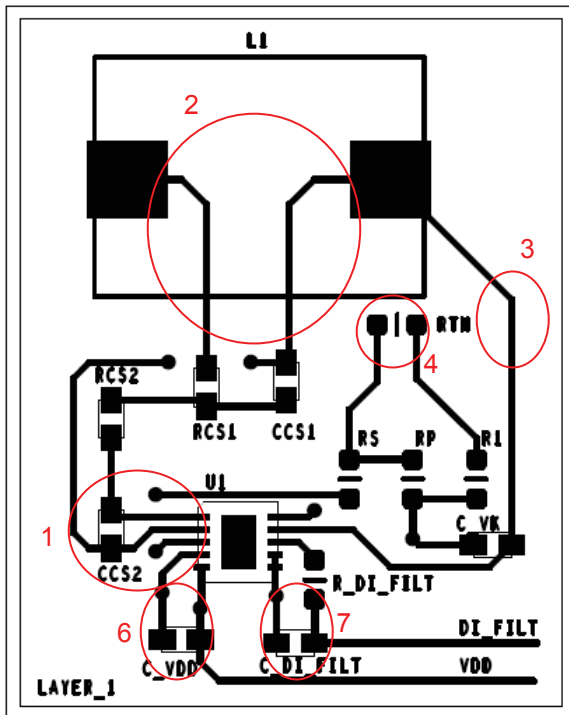 L1
2
3
RTN
4
RCS2
RCS1
CCS1
RS
RP
R1
U1
1
C_VK
CCS2
R_DI_FILT
6
7
DI_FILT
C_VDD
C_DI_FILT
VDD
LAYER_1